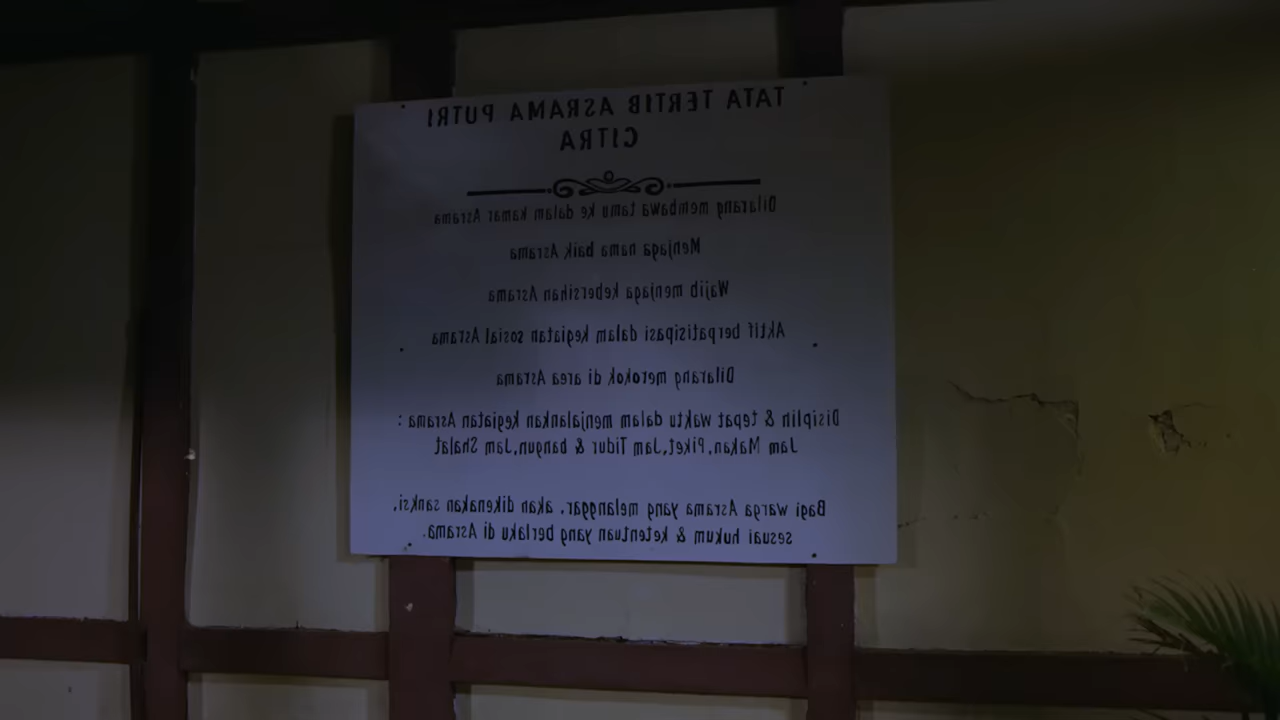 TATA TERTIB ASRAMA PUTRI
CITRA
Dilarang membawa tamu ke dalam kamar Asrama
Menjaga nama baik Asrama
Wajib menjaga kebersihan Asrama
Aktif berpatisipasi dalam kegiatan sosial Asrama
Dilarang merokok di area Asrama
Disiplin & tepat waktu dalam menjalankan kegiatan Asrama :
Jam Makan, Piket,Jam Tidur & bangun,Jam Shalat
Bagi warga Asrama yang melanggar, akan dikenakan sanksi,
sesuai hukum & ketentuan yang berlaku di Asrama.